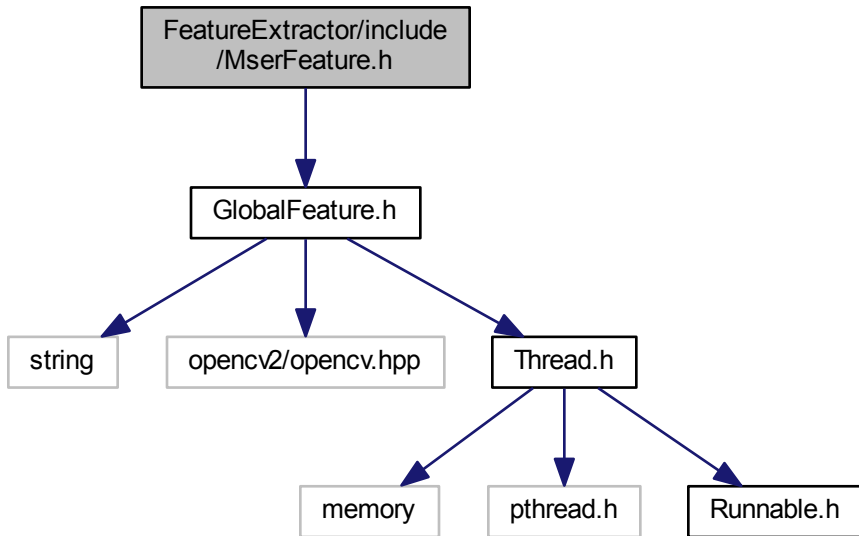 FeatureExtractor/include
/MserFeature.h
GlobalFeature.h
string
opencv2/opencv.hpp
Thread.h
memory
pthread.h
Runnable.h